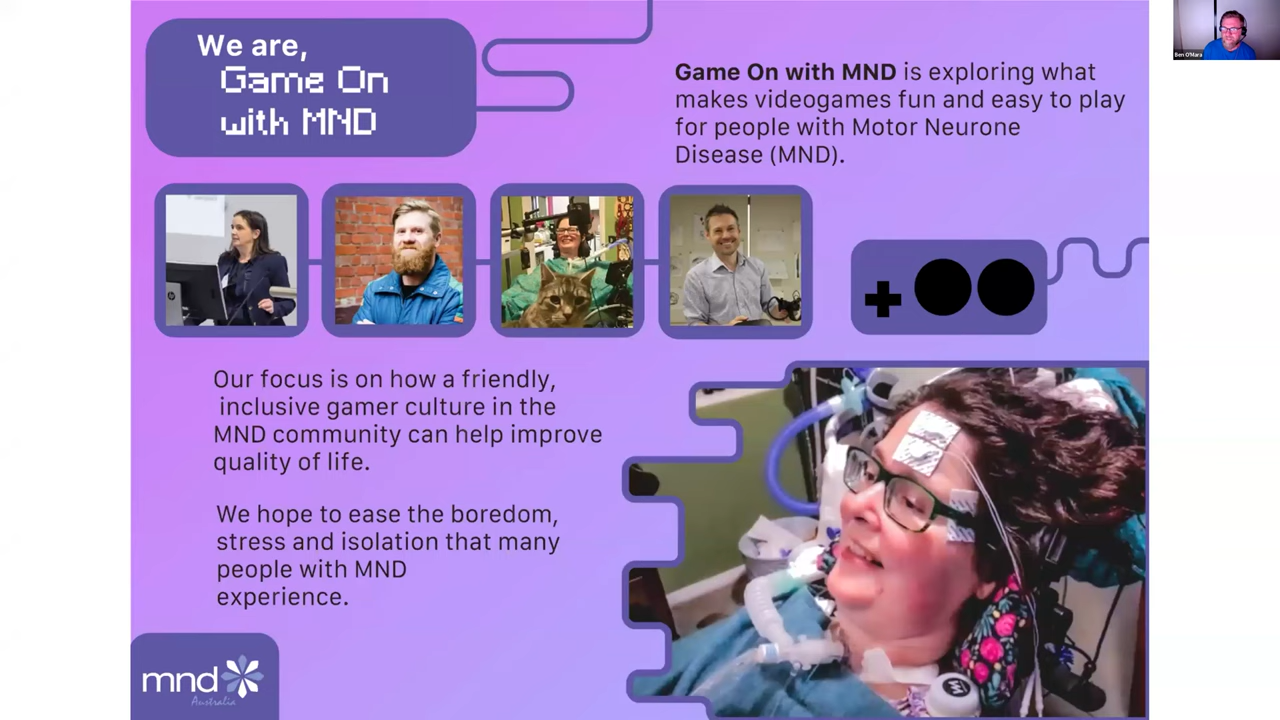 We are,
Game On
with MND
Game On with MND is exploring what
makes videogames fun and easy to play
for people with Motor Neurone
Disease (MND).
Our focus is on how a friendly,
inclusive gamer culture in the
MND community can help improve
quality of life.
We hope to ease the boredom,
stress and isolation that many
people with MND
experience.
mnd
Australia
Ben O'Mara
hp